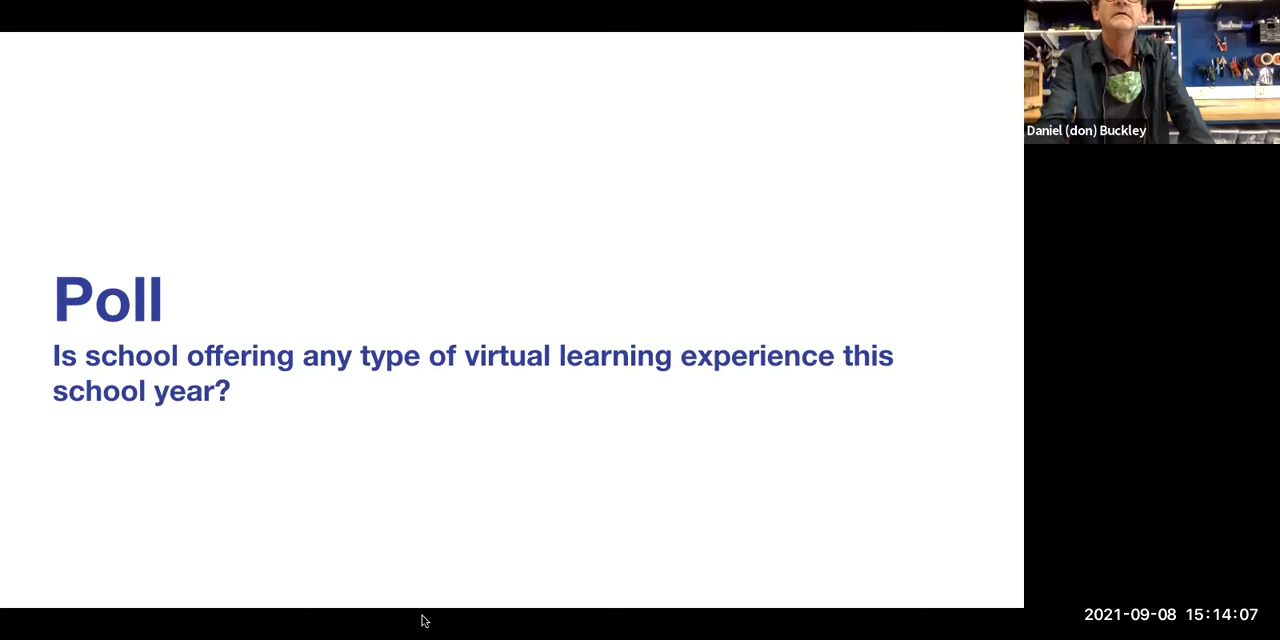 Poll
Is school offering any type of virtual learning experience this
school year?
Daniel (don) Buckley
2021-09-08 15:14:07